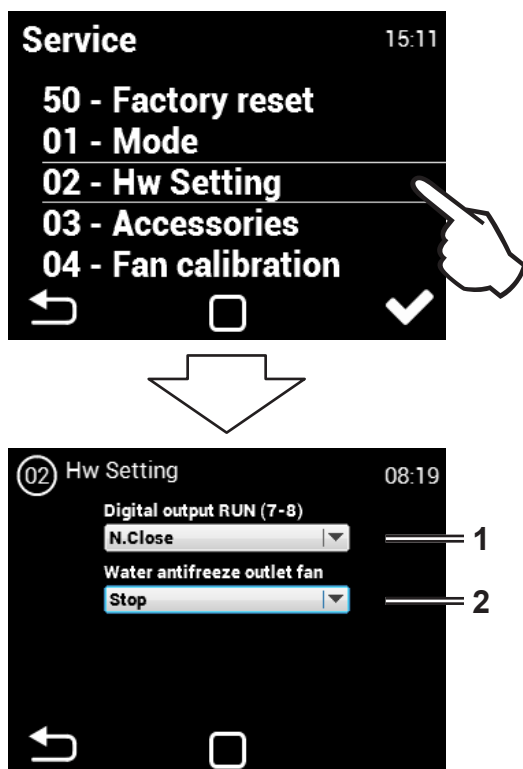 Service 15:11
50 - Factory reset
01 - Mode
02 - Hw Setting
03 - Accessories
04 - Fan calibration
02 Hw Setting 08:19
Digital output RUN (7-8)
N.Close
1
Water antifreeze outlet fan
Stop
2